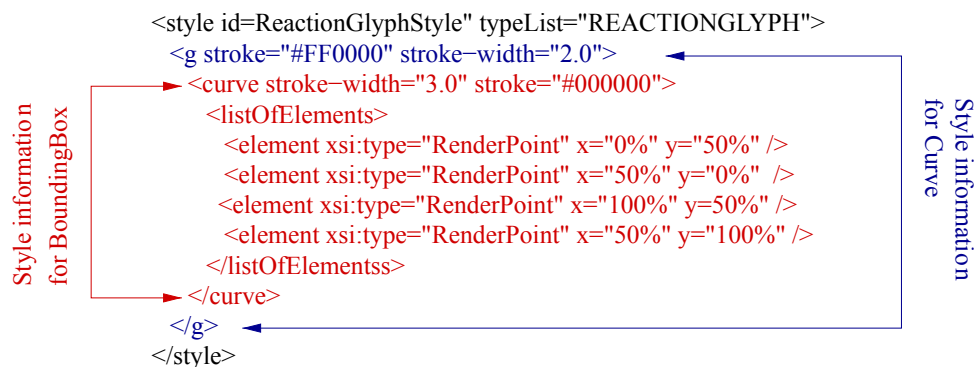 <style id=ReactionGlyphStyle" typeList="REACTIONGLYPH">
<g stroke="#FF0000" stroke−width="2.0">
<curve stroke−width="3.0" stroke="#000000">
<listOfElements>
<element xsi:type="RenderPoint" x="0%" y="50%" />
<element xsi:type="RenderPoint" x="50%" y="0%" />
<element xsi:type="RenderPoint" x="100%" y=50%" />
<element xsi:type="RenderPoint" x="50%" y="100%" />
</listOfElementss>
</curve>
</g>
</style>
Style information
for BoundingBox
Style information
for Curve